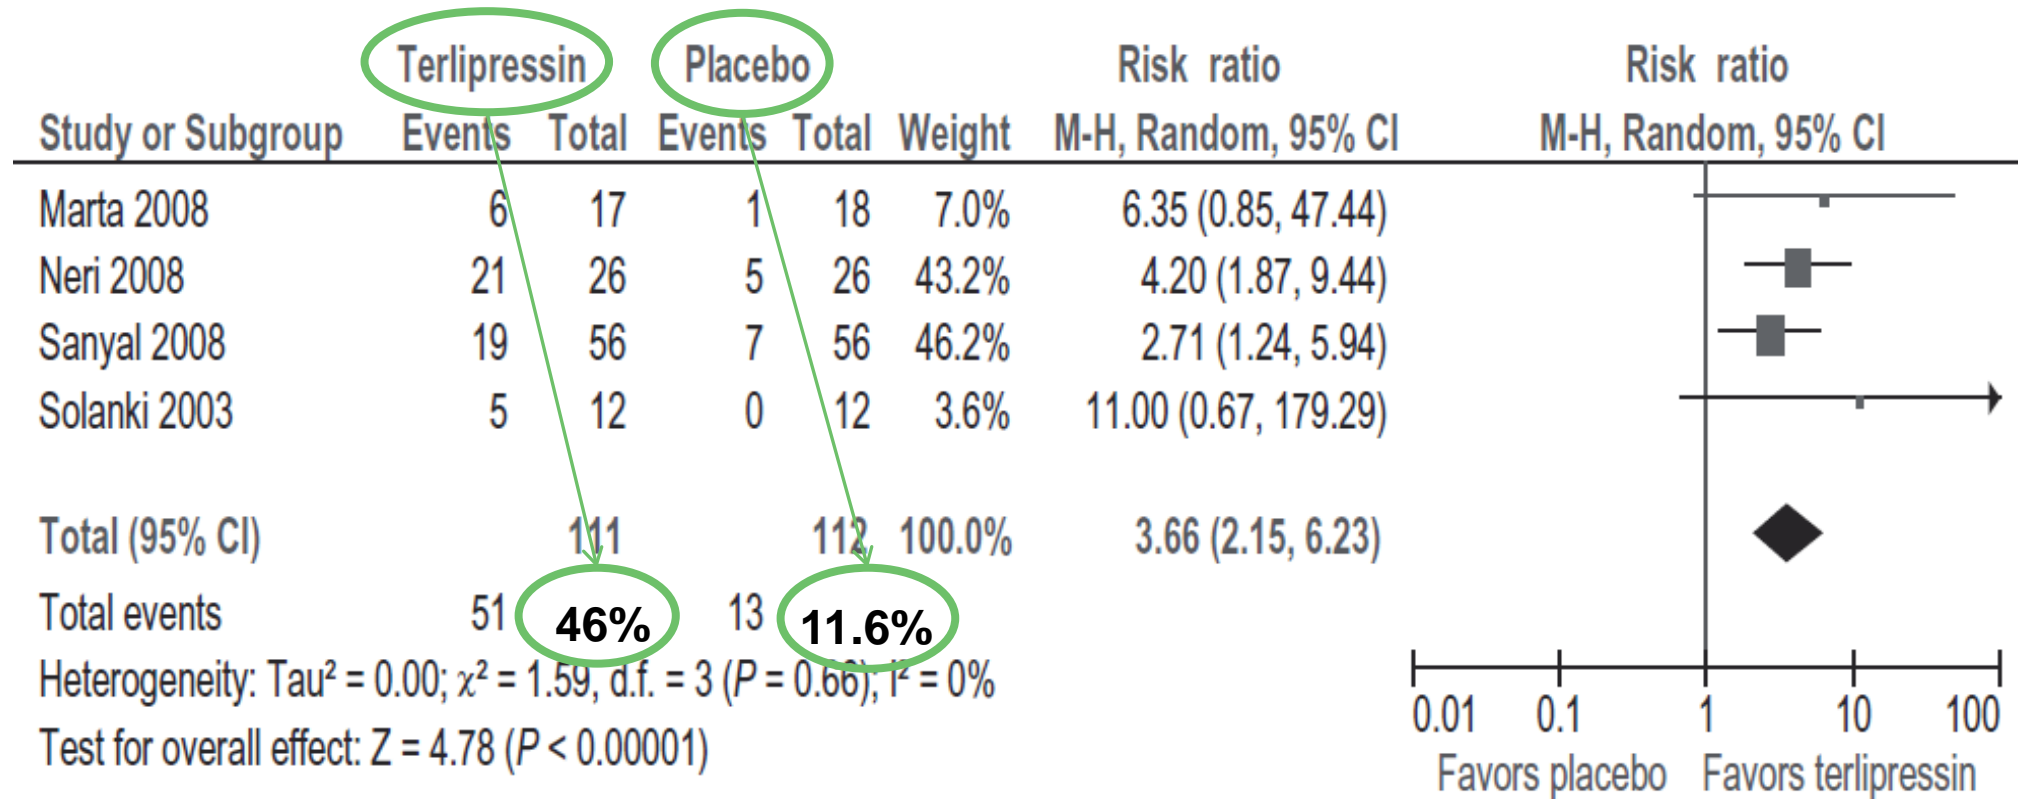 Terlipressin Placebo Risk ratio Risk ratio
Study or Subgroup Events Total Events Total Weight M-H, Random, 95% CI M-H, Random, 95% CI
Marta 2008 6 17 1 18 7.0% 6.35 (0.85, 47.44)
Neri 2008 21 26 5 26 43.2% 4.20 (1.87, 9.44)
Sanyal 2008 19 56 7 56 46.2% 2.71 (1.24, 5.94)
Solanki 2003 5 12 0 12 3.6% 11.00 (0.67, 179.29)
Total (95% CI) 111 112 100.0% 3.66 (2.15, 6.23)
Total events 51 46% 13 11.6%
Heterogeneity: Tau² = 0.00; χ² = 1.59, d.f. = 3 (P = 0.66); I² = 0%
Test for overall effect: Z = 4.78 (P < 0.00001)
0.01 0.1 1 10 100
Favors placebo Favors terlipressin